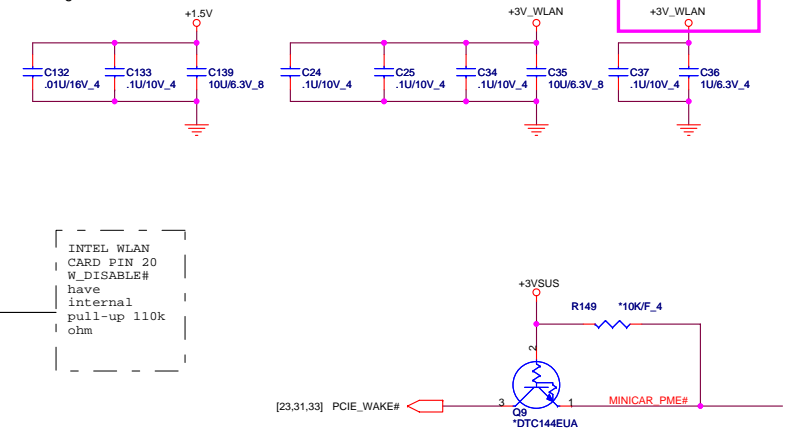 +1.5V
+3V_WLAN
+3V_WLAN
C132
.01U/16V_4
C133
.1U/10V_4
C139
10U/6.3V_8
C24
.1U/10V_4
C25
.1U/10V_4
C34
.1U/10V_4
C35
10U/6.3V_8
C37
.1U/10V_4
C36
1U/6.3V_4
INTEL WLAN
CARD PIN 20
W_DISABLE#
have
internal
pull-up 110k
ohm
+3VSUS
R149 *10K/F_4
2
[23,31,33] PCIE_WAKE#
3
1
MINICAR_PME#
Q9
*DTC144EUA